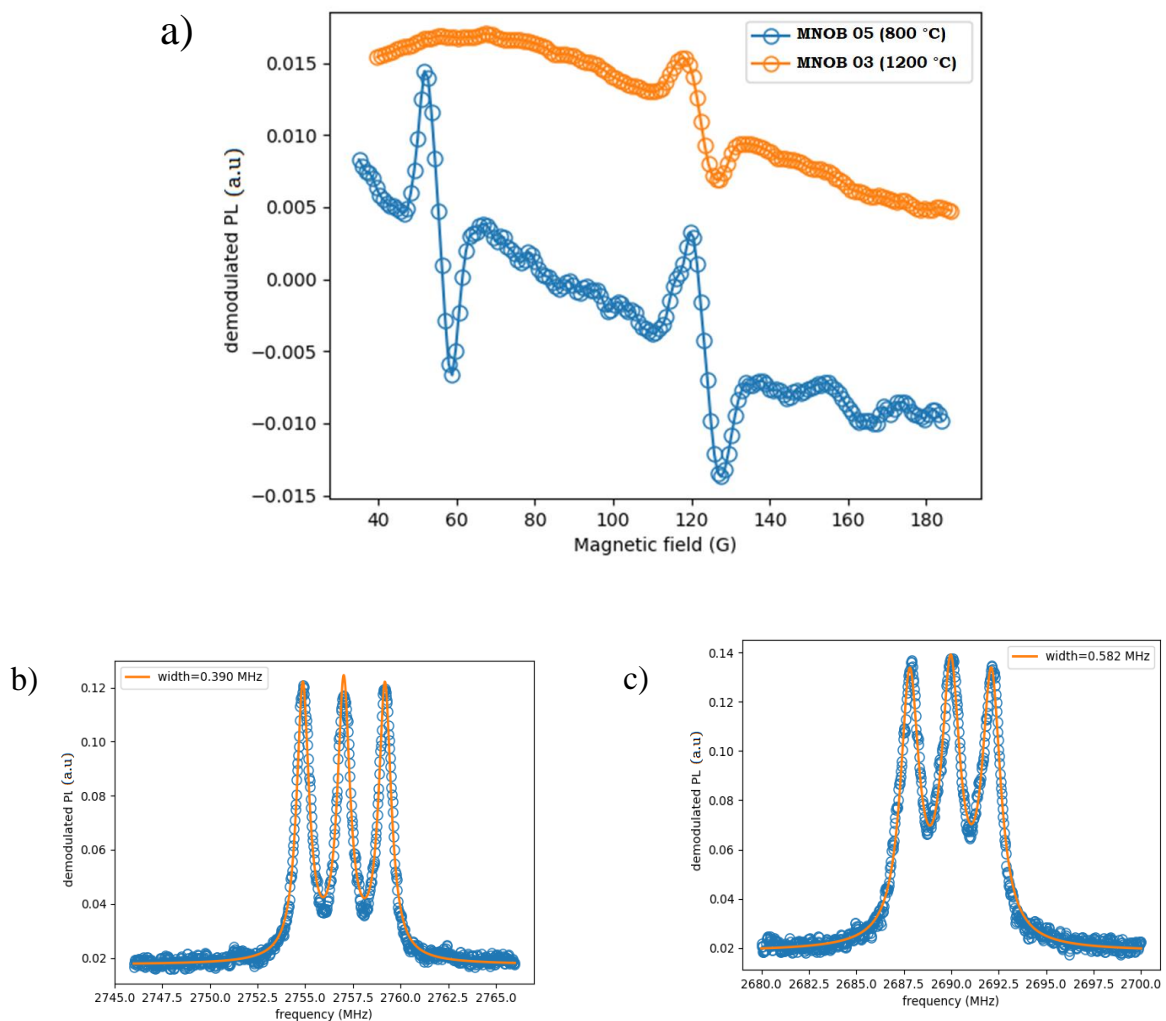 a)
MNOB 05 (800 °C)
MNOB 03 (1200 °C)
demodulated PL (a.u)
0.015
0.010
0.005
0.000
−0.005
−0.010
−0.015
40 60 80 100 120 140 160 180
Magnetic field (G)
b)
width=0.390 MHz
demodulated PL (a.u)
0.12
0.10
0.08
0.06
0.04
0.02
2745.0 2747.5 2750.0 2752.5 2755.0 2757.5 2760.0 2762.5 2765.0
frequency (MHz)
c)
width=0.582 MHz
demodulated PL (a.u)
0.14
0.12
0.10
0.08
0.06
0.04
0.02
2680.0 2682.5 2685.0 2687.5 2690.0 2692.5 2695.0 2697.5 2700.0
frequency (MHz)